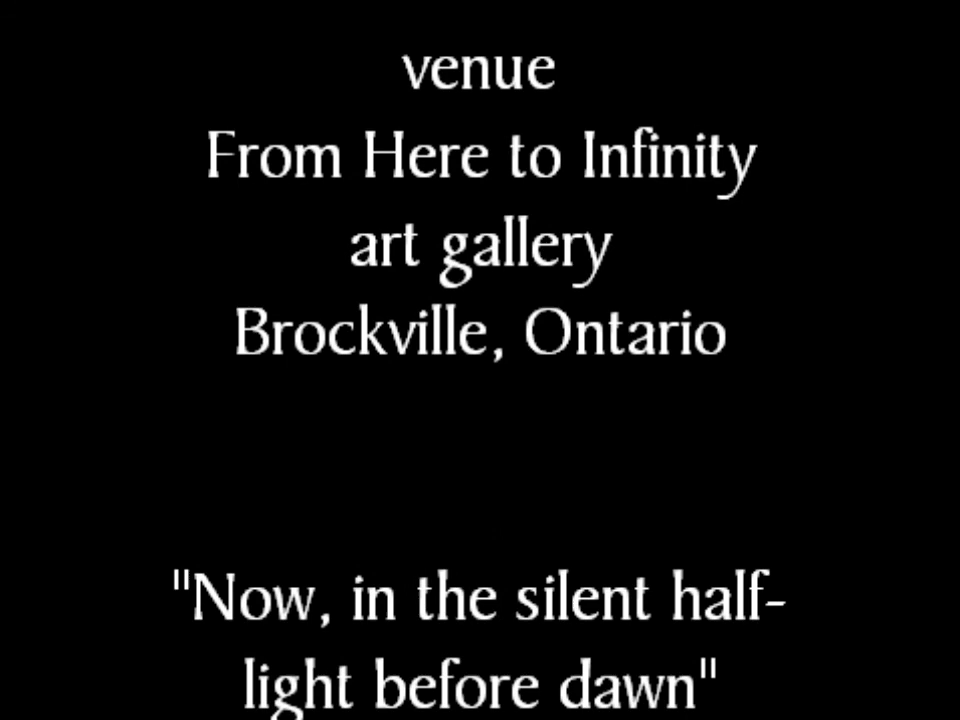 venue
From Here to Infinity
art gallery
Brockville, Ontario
"Now, in the silent half-
light before dawn"